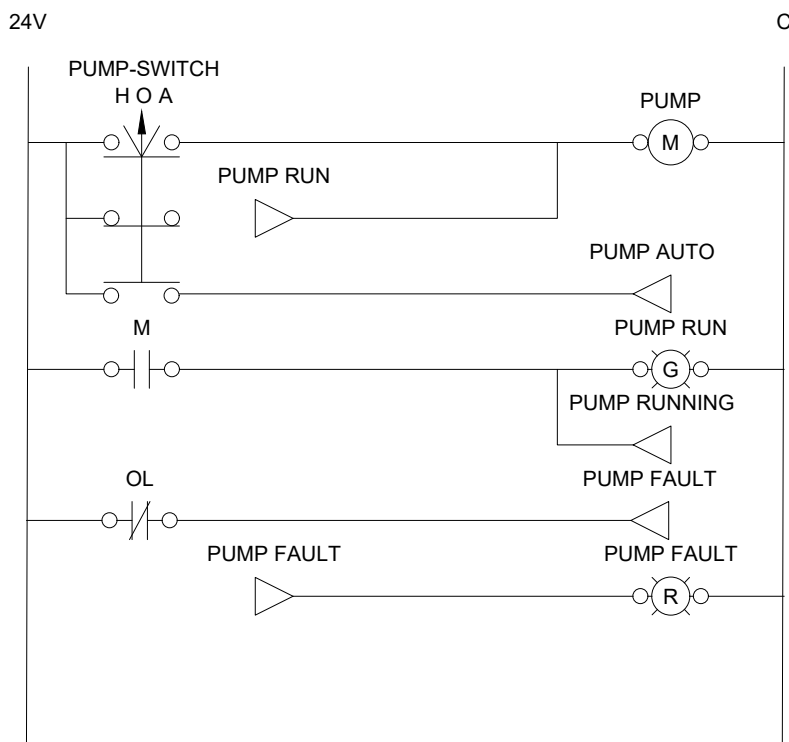 24V
C
PUMP-SWITCH
H O A
PUMP
M
PUMP RUN
PUMP AUTO
M
PUMP RUN
G
PUMP RUNNING
OL
PUMP FAULT
PUMP FAULT
PUMP FAULT
R